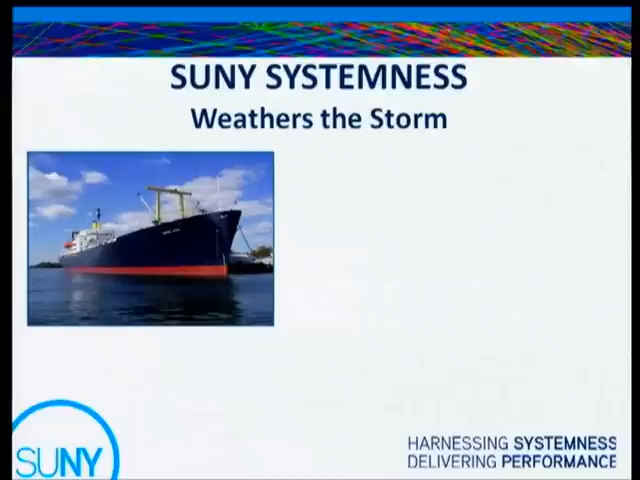 SUNY SYSTEMNESS
Weathers the Storm
SUNY
HARNESSING SYSTEMNESS
DELIVERING PERFORMANCE